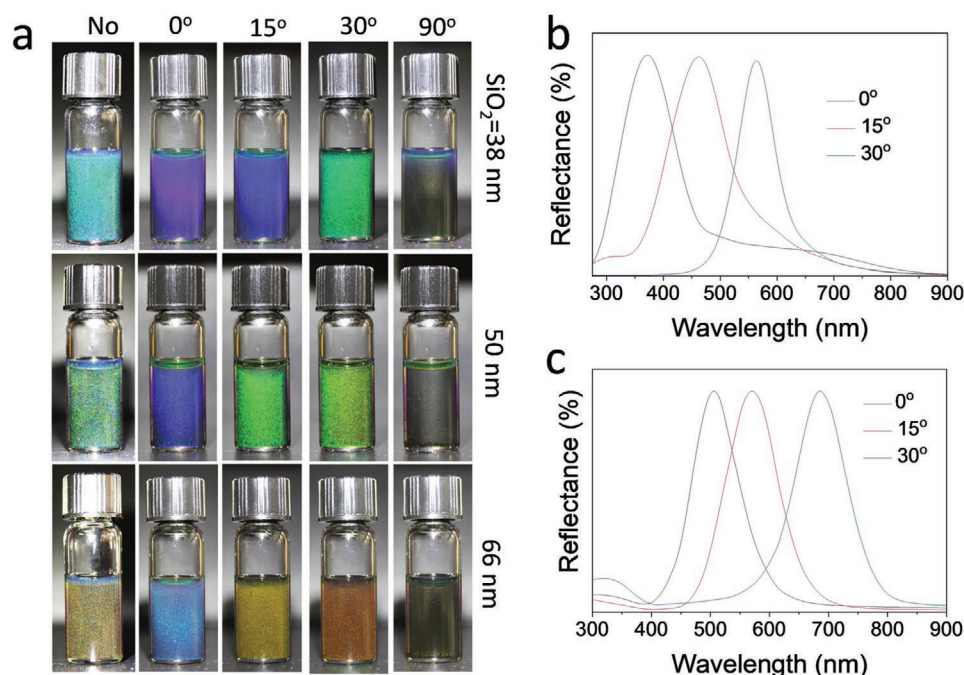 a
No 0° 15° 30° 90°
SiO₂=38 nm
50 nm
66 nm
b
Reflectance (%)
0°
15°
30°
300 400 500 600 700 800 900
Wavelength (nm)
c
Reflectance (%)
0°
15°
30°
300 400 500 600 700 800 900
Wavelength (nm)